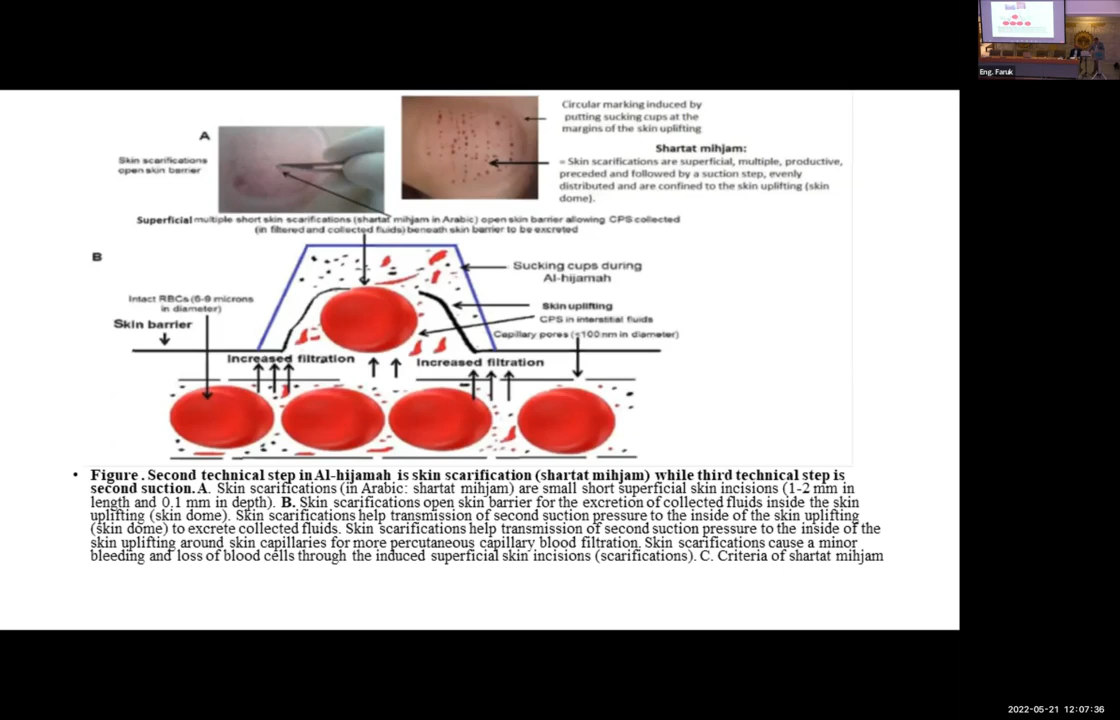 Eng. Faruk
Circular marking induced by
putting sucking cups at the
margins of the skin uplifting
A
Skin scarifications
open skin barrier
Shartat mihjam:
= Skin scarifications are superficial, multiple, productive,
preceded and followed by a suction step, evenly
distributed and are confined to the skin uplifting (skin
dome).
Superficial multiple short skin scarifications (shartat mihjam in Arabic) open skin barrier allowing CPS collected
(in filtered and collected fluids) beneath skin barrier to be excreted
B
Sucking cups during
Al-hijamah
Intact RBCs (6-9 microns
in diameter)
Skin uplifting
CPS in interstitial fluids
Skin barrier
Capillary pores (≤100 nm in diameter)
Increased filtration
Increased filtration
• Figure. Second technical step in Al-hijamah is skin scarification (shartat mihjam) while third technical step is
second suction. A. Skin scarifications (in Arabic: shartat mihjam) are small short superficial skin incisions (1-2 mm in
length and 0.1 mm in depth). B. Skin scarifications open skin barrier for the excretion of collected fluids inside the skin
uplifting (skin dome). Skin scarifications help transmission of second suction pressure to the inside of the skin uplifting
(skin dome) to excrete collected fluids. Skin scarifications help transmission of second suction pressure to the inside of the
skin uplifting around skin capillaries for more percutaneous capillary blood filtration. Skin scarifications cause a minor
bleeding and loss of blood cells through the induced superficial skin incisions (scarifications). C. Criteria of shartat mihjam
2022-05-21 12:07:36